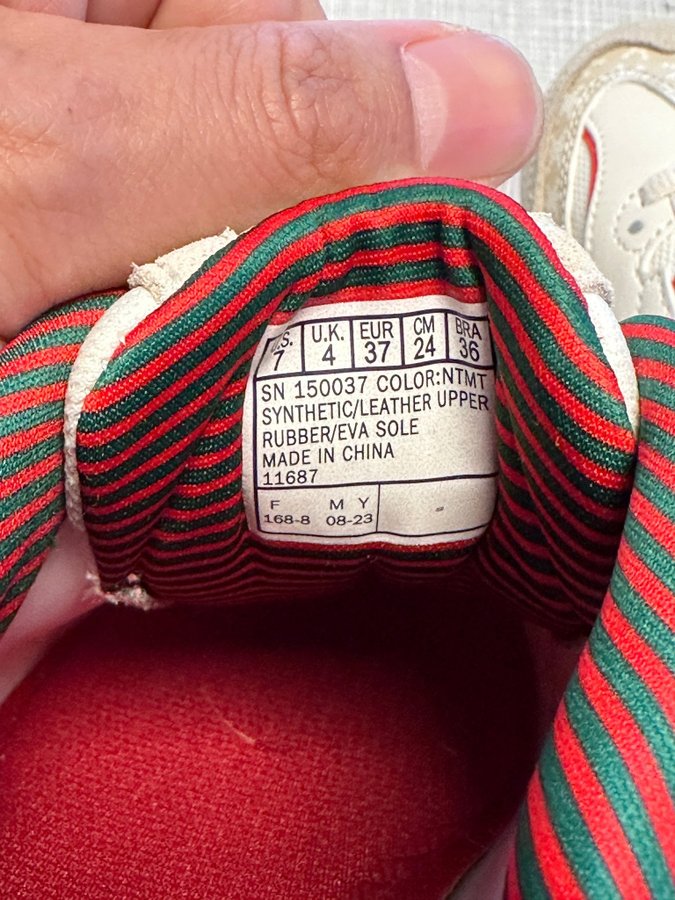 U.S. U.K. EUR CM BRA
7 4 37 24 36
SN 150037 COLOR:NTMT
SYNTHETIC/LEATHER UPPER
RUBBER/EVA SOLE
MADE IN CHINA
11687
F M Y
168-8 08-23